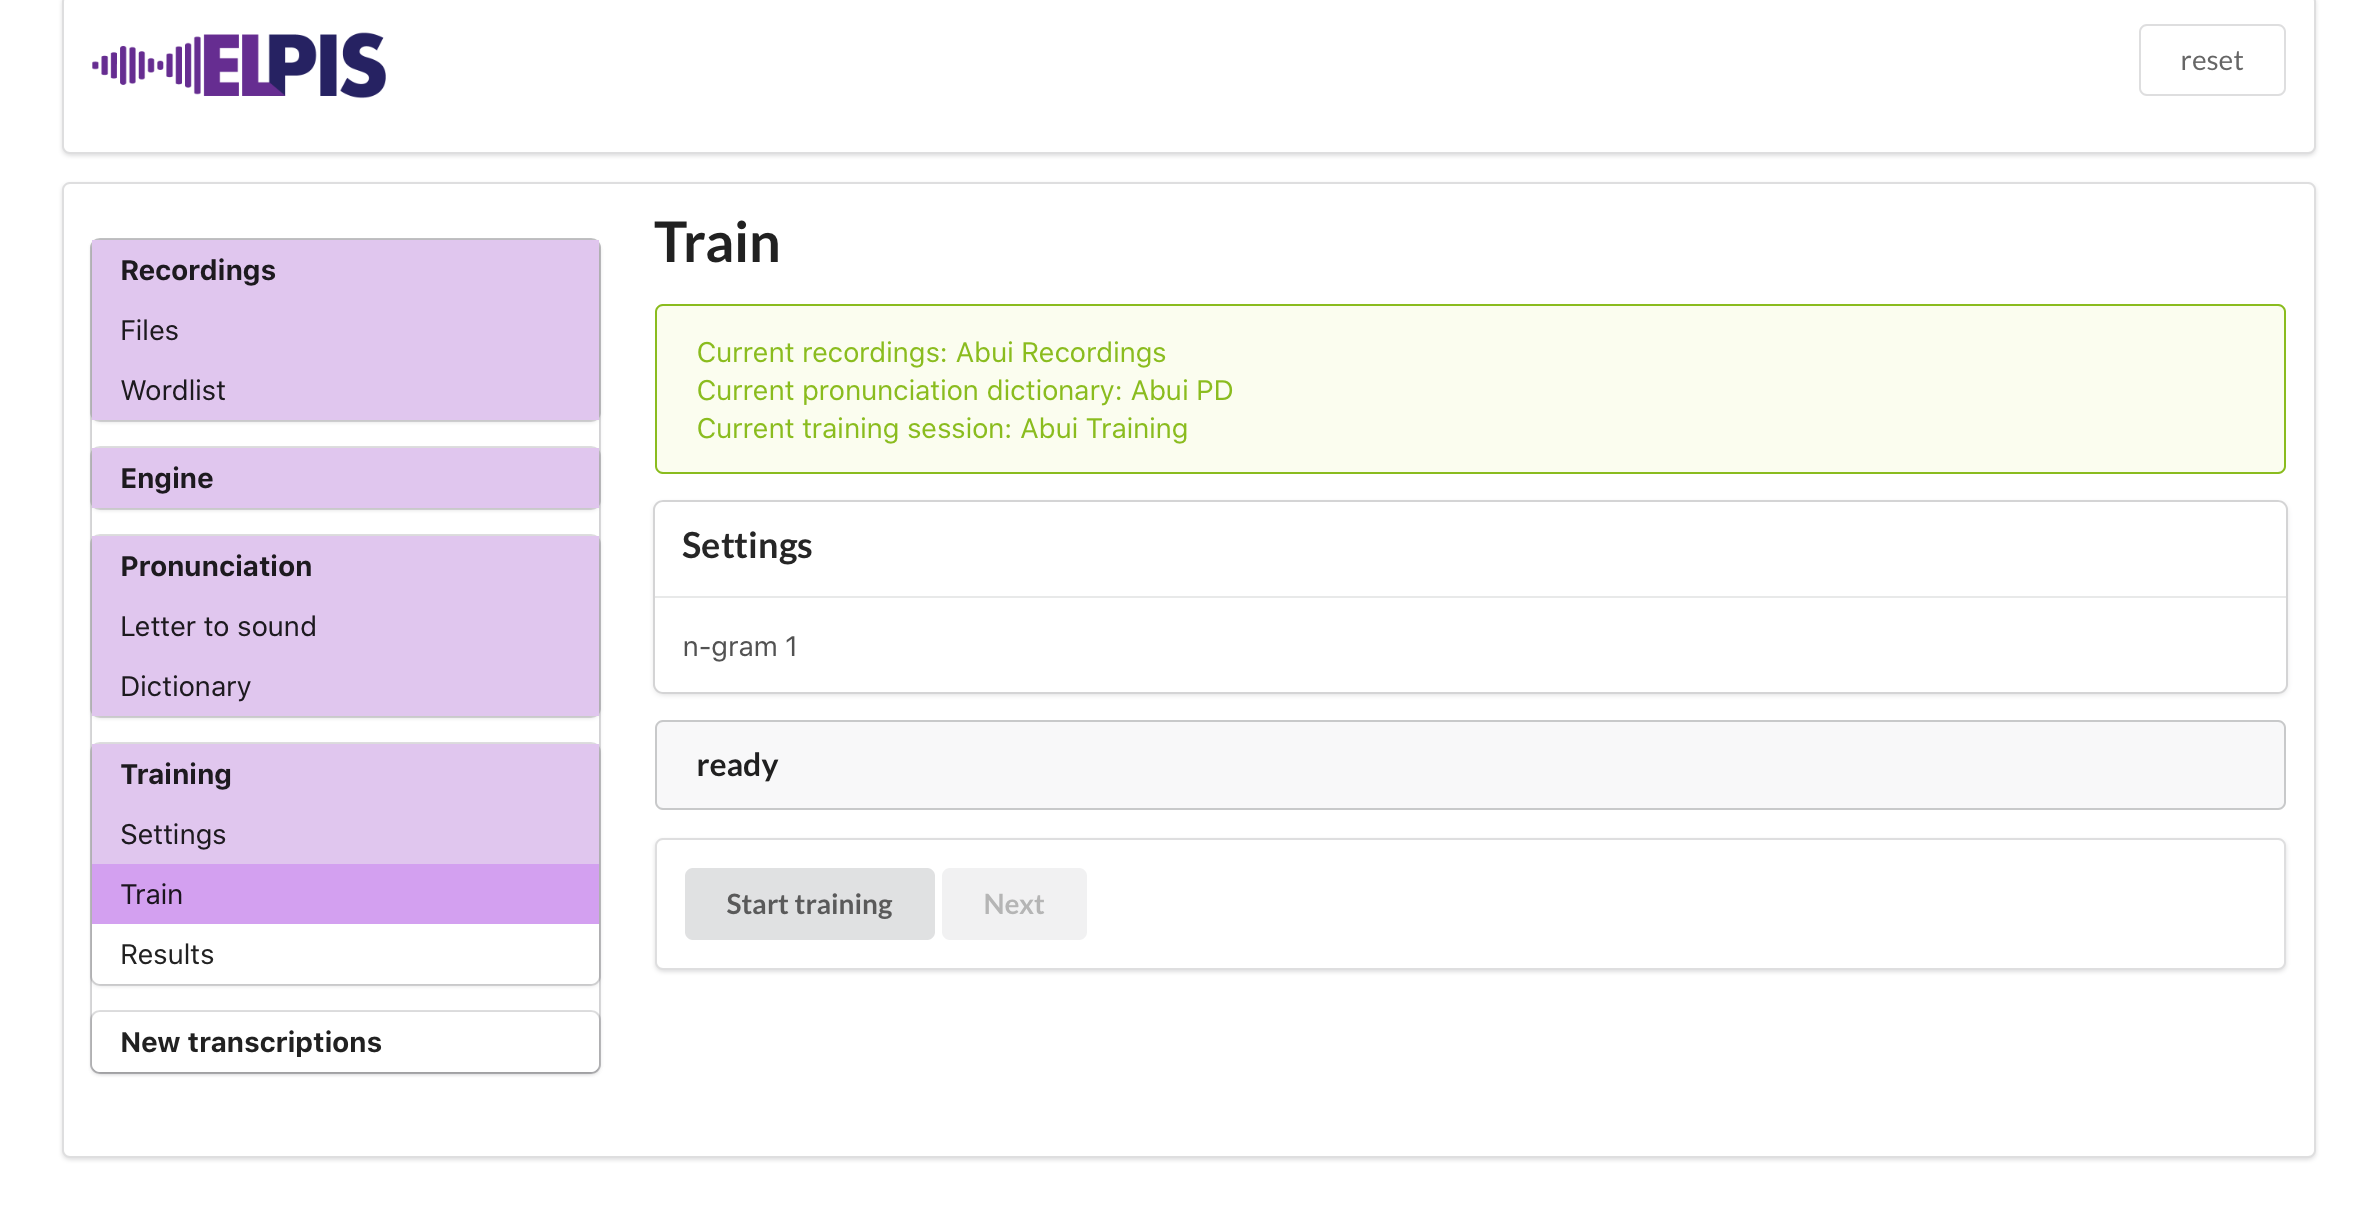 ELPIS
reset
Recordings
Files
Wordlist
Engine
Pronunciation
Letter to sound
Dictionary
Training
Settings
Train
Results
New transcriptions
Train
Current recordings: Abui Recordings
Current pronunciation dictionary: Abui PD
Current training session: Abui Training
Settings
n-gram 1
ready
Start training
Next